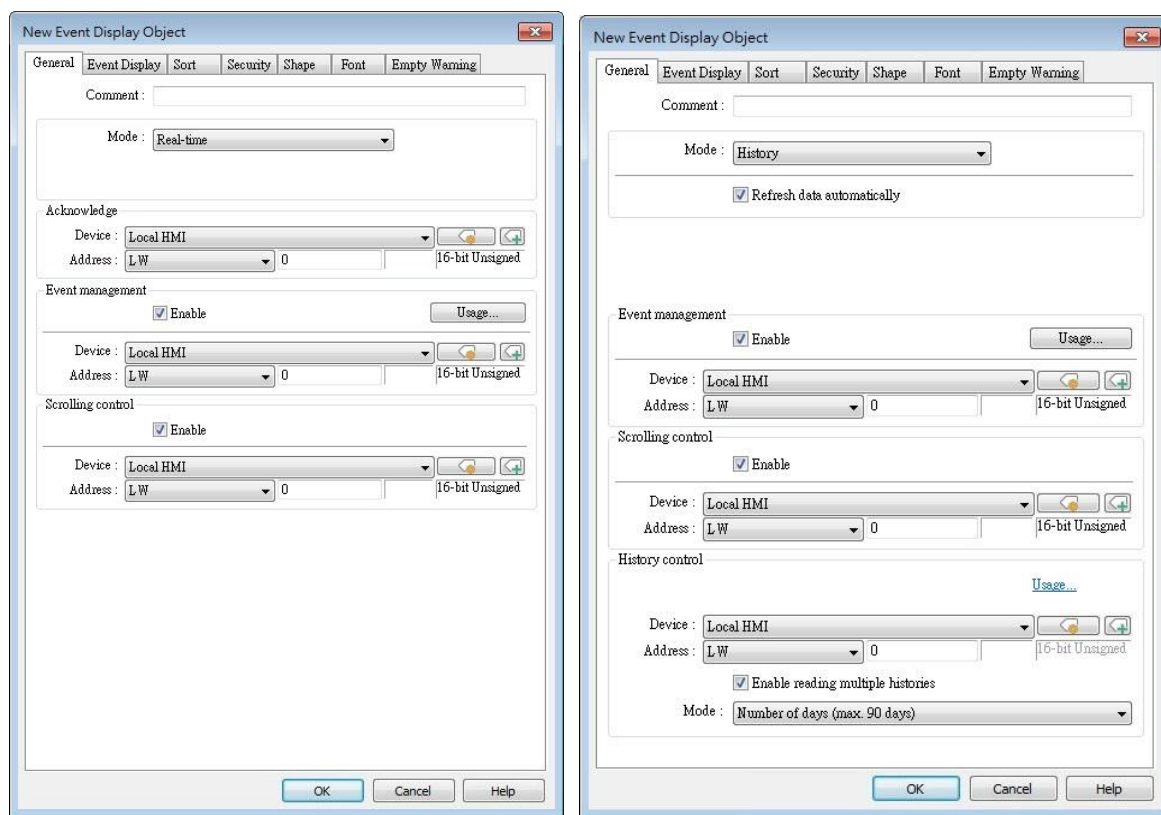 New Event Display Object
General Event Display Sort Security Shape Font Empty Warning
Comment :
Mode : Real-time
Acknowledge
Device : Local HMI
Address : LW 0 16-bit Unsigned
Event management
Enable Usage...
Device : Local HMI
Address : LW 0 16-bit Unsigned
Scrolling control
Enable
Device : Local HMI
Address : LW 0 16-bit Unsigned
OK Cancel Help
New Event Display Object
General Event Display Sort Security Shape Font Empty Warning
Comment :
Mode : History
Refresh data automatically
Event management
Enable Usage...
Device : Local HMI
Address : LW 0 16-bit Unsigned
Scrolling control
Enable
Device : Local HMI
Address : LW 0 16-bit Unsigned
History control
Usage...
Device : Local HMI
Address : LW 0 16-bit Unsigned
Enable reading multiple histories
Mode : Number of days (max. 90 days)
OK Cancel Help